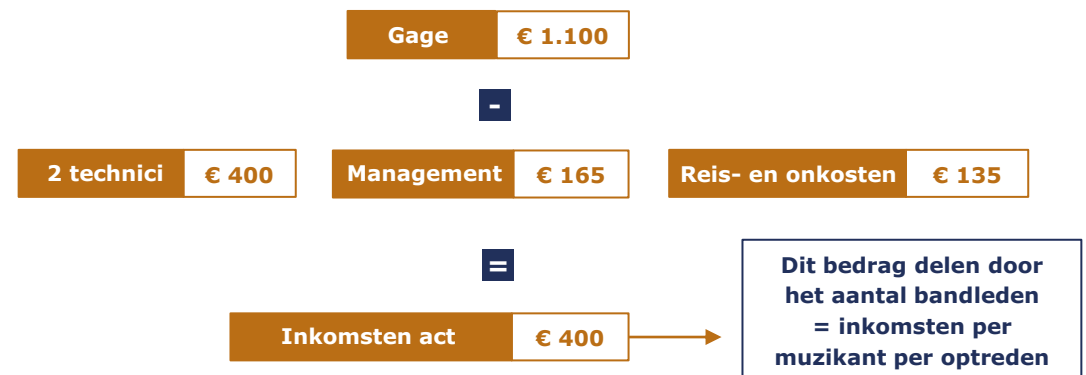 Gage € 1.100
-
2 technici € 400 Management € 165 Reis- en onkosten € 135
=
Inkomsten act € 400
Dit bedrag delen door
het aantal bandleden
= inkomsten per
muzikant per optreden